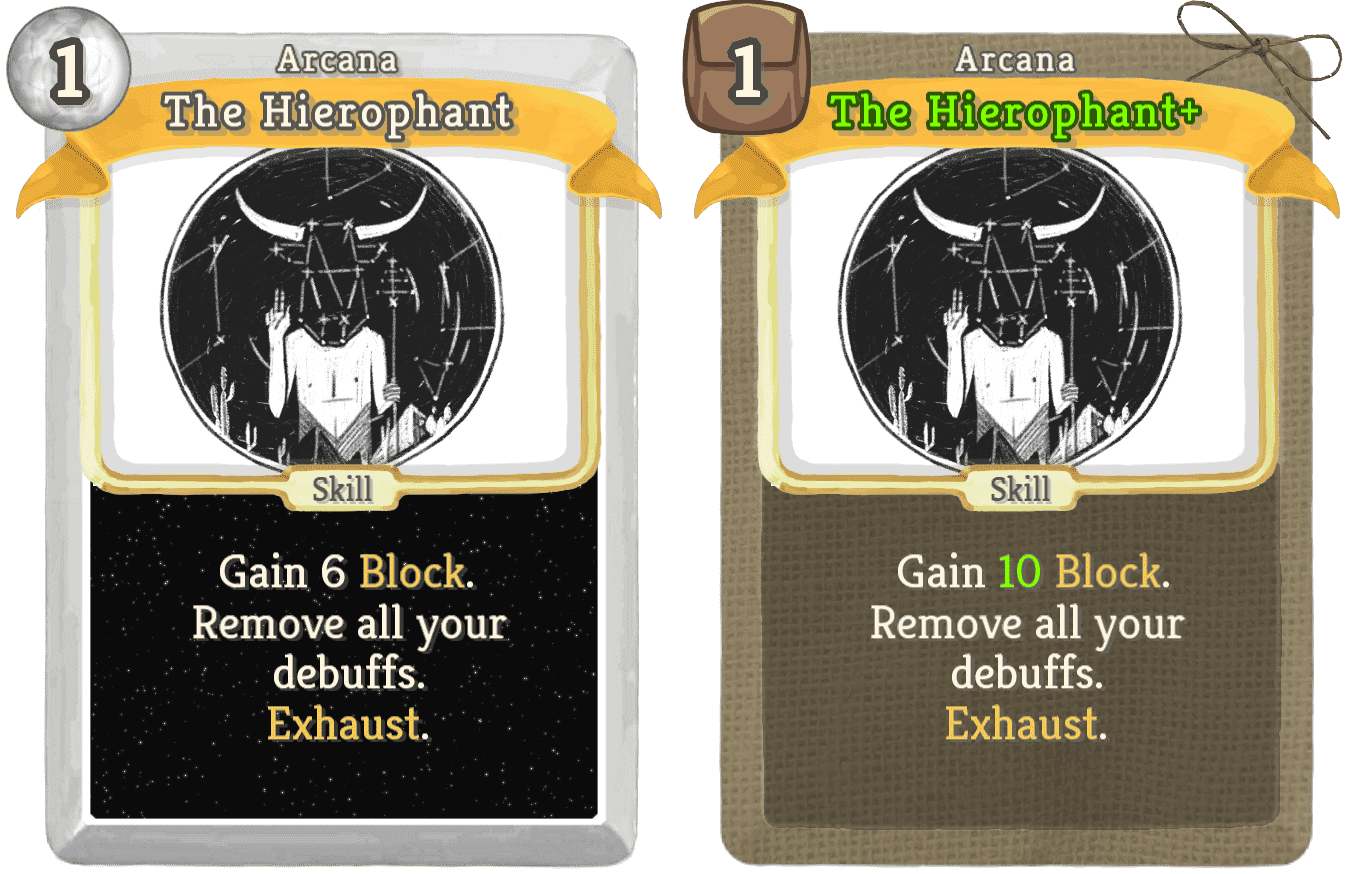 1
Arcana
The Hierophant
Skill
Gain 6 Block.
Remove all your
debuffs.
Exhaust.
1
Arcana
The Hierophant+
Skill
Gain 10 Block.
Remove all your
debuffs.
Exhaust.